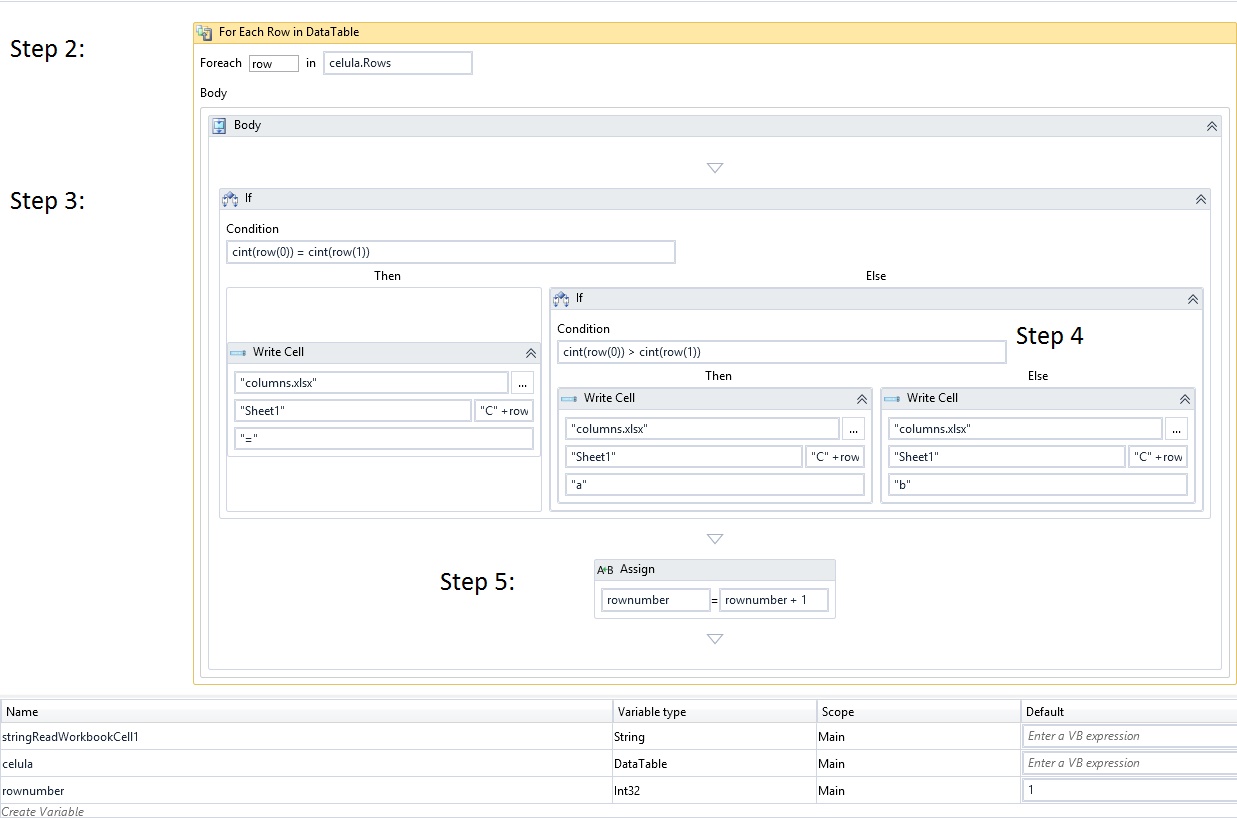 Step 2:
For Each Row in DataTable
Foreach row in celula.Rows
Body
Body
Step 3:
If
Condition
cint(row(0)) = cint(row(1))
Then Else
If
Condition
Step 4
cint(row(0)) > cint(row(1))
Then Else
Write Cell
"columns.xlsx" ...
"Sheet1" "C" +row
"="
Write Cell
"columns.xlsx" ...
"Sheet1" "C" +row
"a"
Write Cell
"columns.xlsx" ...
"Sheet1" "C" +row
"b"
Step 5:
A+B Assign
rownumber = rownumber + 1
Name Variable type Scope Default
stringReadWorkbookCell1 String Main Enter a VB expression
celula DataTable Main Enter a VB expression
rownumber Int32 Main 1
Create Variable